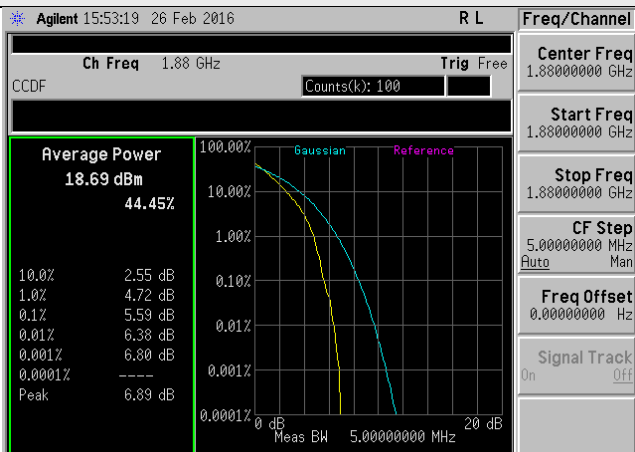 Agilent 15:53:19 26 Feb 2016 R L
Freq/Channel
Ch Freq 1.88 GHz Trig Free
CCDF Counts(k): 100
Average Power
18.69 dBm
44.45%
10.0% 2.55 dB
1.0% 4.72 dB
0.1% 5.59 dB
0.01% 6.38 dB
0.001% 6.80 dB
0.0001% ----
Peak 6.89 dB
Gaussian Reference
100.00%
10.00%
1.00%
0.10%
0.01%
0.001%
0.0001%
0 dB 20 dB
Meas BW 5.00000000 MHz
Center Freq
1.88000000 GHz
Start Freq
1.88000000 GHz
Stop Freq
1.88000000 GHz
CF Step
5.00000000 MHz
Auto Man
Freq Offset
0.00000000 Hz
Signal Track
On Off